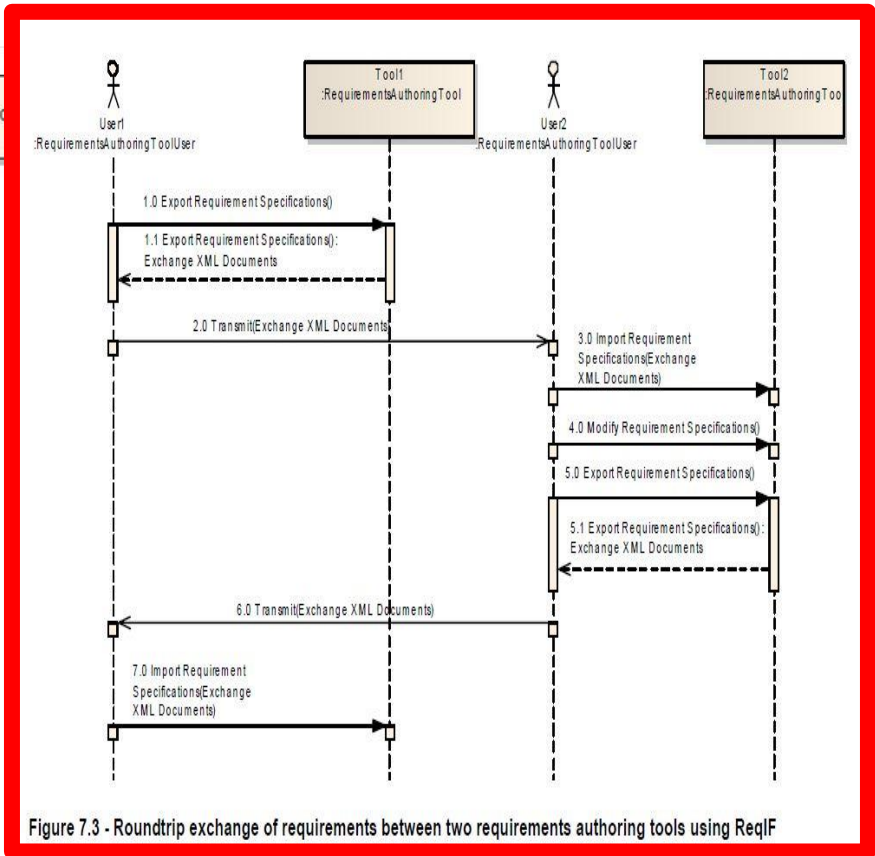 Tool1
:RequirementsAuthoringTool
Tool2
:RequirementsAuthoringToo
User1
:RequirementsAuthoringToolUser
User2
:RequirementsAuthoringToolUser
1.0 Export Requirement Specifications()
1.1 Export Requirement Specifications():
Exchange XML Documents
2.0 Transmit(Exchange XML Documents)
3.0 Import Requirement
Specifications(Exchange
XML Documents)
4.0 Modify Requirement Specifications()
5.0 Export Requirement Specifications()
5.1 Export Requirement Specifications():
Exchange XML Documents
6.0 Transmit(Exchange XML Documents)
7.0 Import Requirement
Specifications(Exchange
XML Documents)
Figure 7.3 - Roundtrip exchange of requirements between two requirements authoring tools using ReqIF